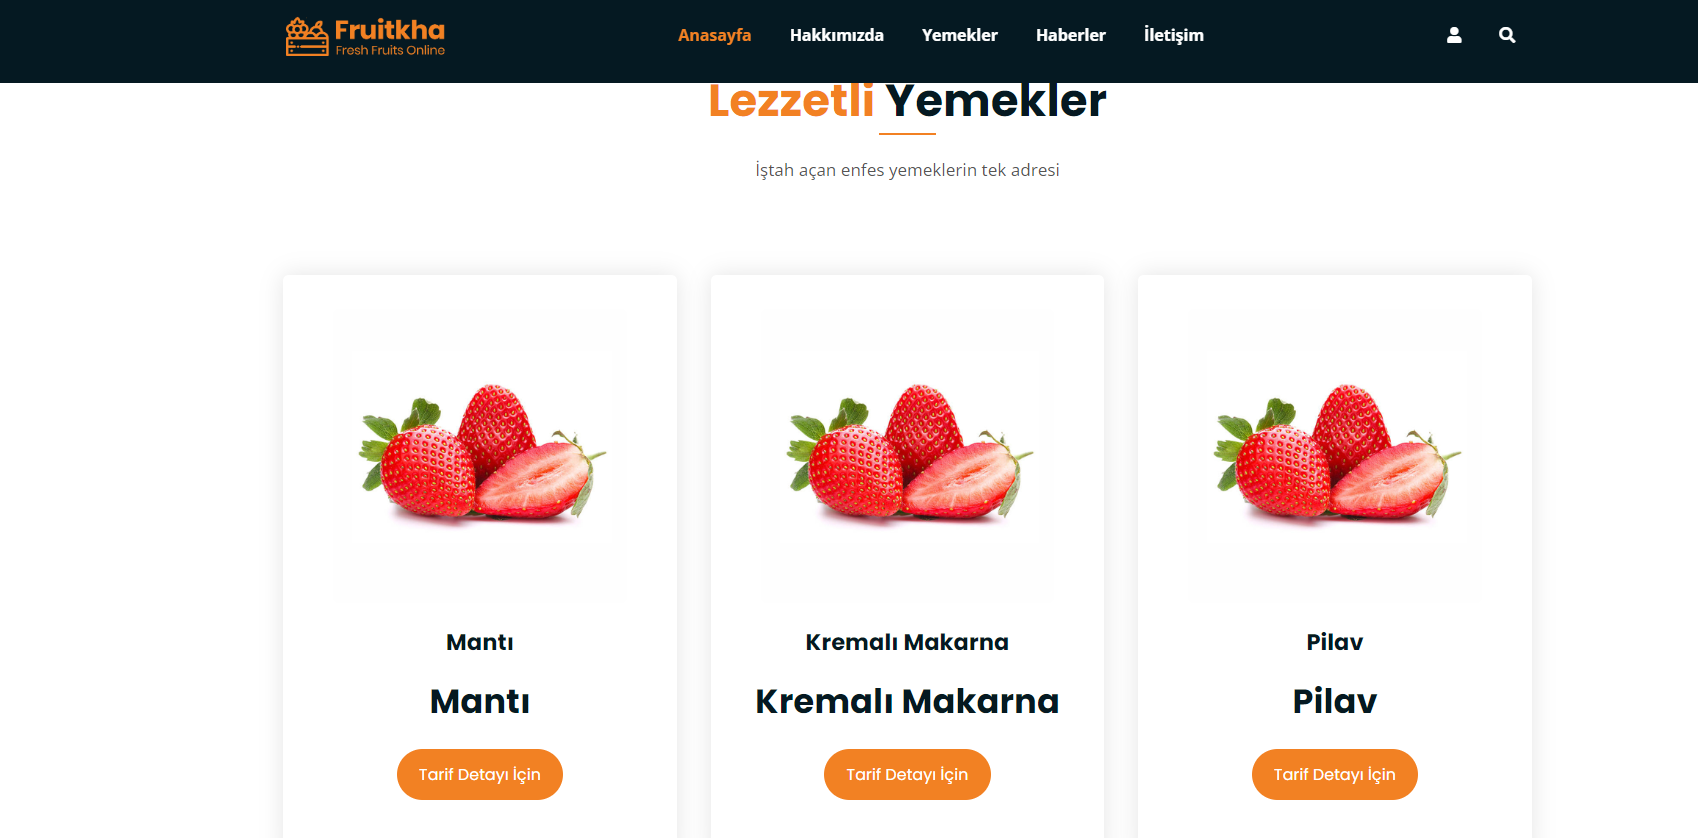 Fruitkha
Fresh Fruits Online
Anasayfa Hakkımızda Yemekler Haberler İletişim
Lezzetli Yemekler
İştah açan enfes yemeklerin tek adresi
Mantı
Mantı
Tarif Detayı İçin
Kremalı Makarna
Kremalı Makarna
Tarif Detayı İçin
Pilav
Pilav
Tarif Detayı İçin